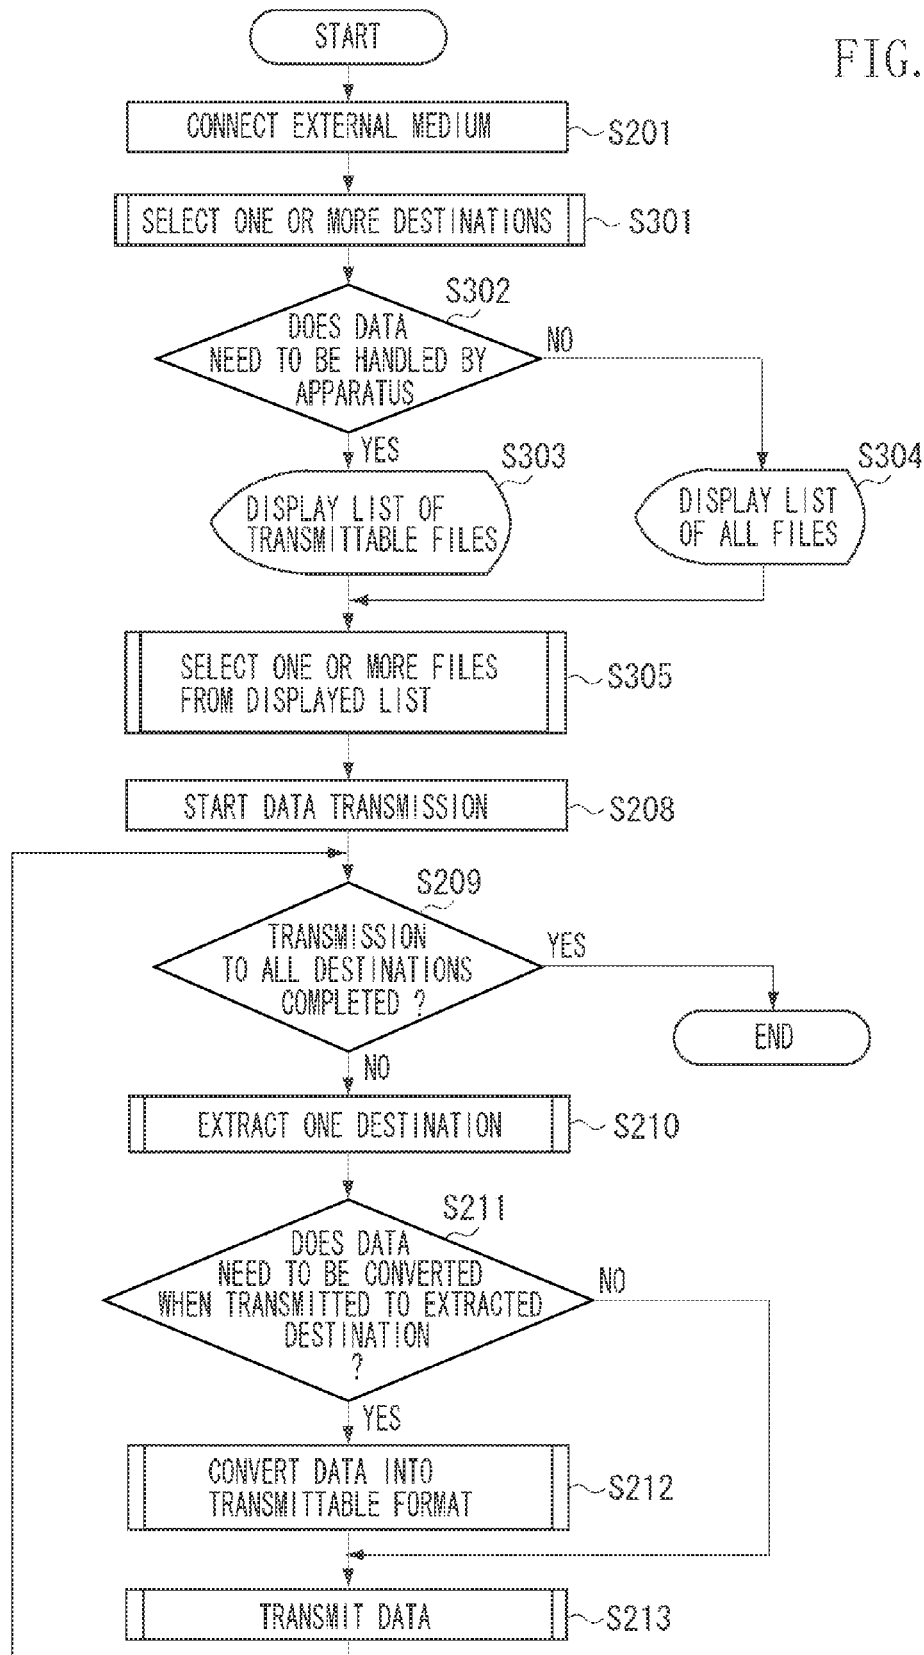 START
FIG.
CONNECT EXTERNAL MEDIUM
S201
SELECT ONE OR MORE DESTINATIONS
S301
S302
DOES DATA
NEED TO BE HANDLED BY
APPARATUS
NO
YES
S303
DISPLAY LIST OF
TRANSMITTABLE FILES
S304
DISPLAY LIST
OF ALL FILES
SELECT ONE OR MORE FILES
FROM DISPLAYED LIST
S305
START DATA TRANSMISSION
S208
S209
TRANSMISSION
TO ALL DESTINATIONS
COMPLETED ?
YES
END
NO
EXTRACT ONE DESTINATION
S210
S211
DOES DATA
NEED TO BE CONVERTED
WHEN TRANSMITTED TO EXTRACTED
DESTINATION
?
NO
YES
CONVERT DATA INTO
TRANSMITTABLE FORMAT
S212
TRANSMIT DATA
S213